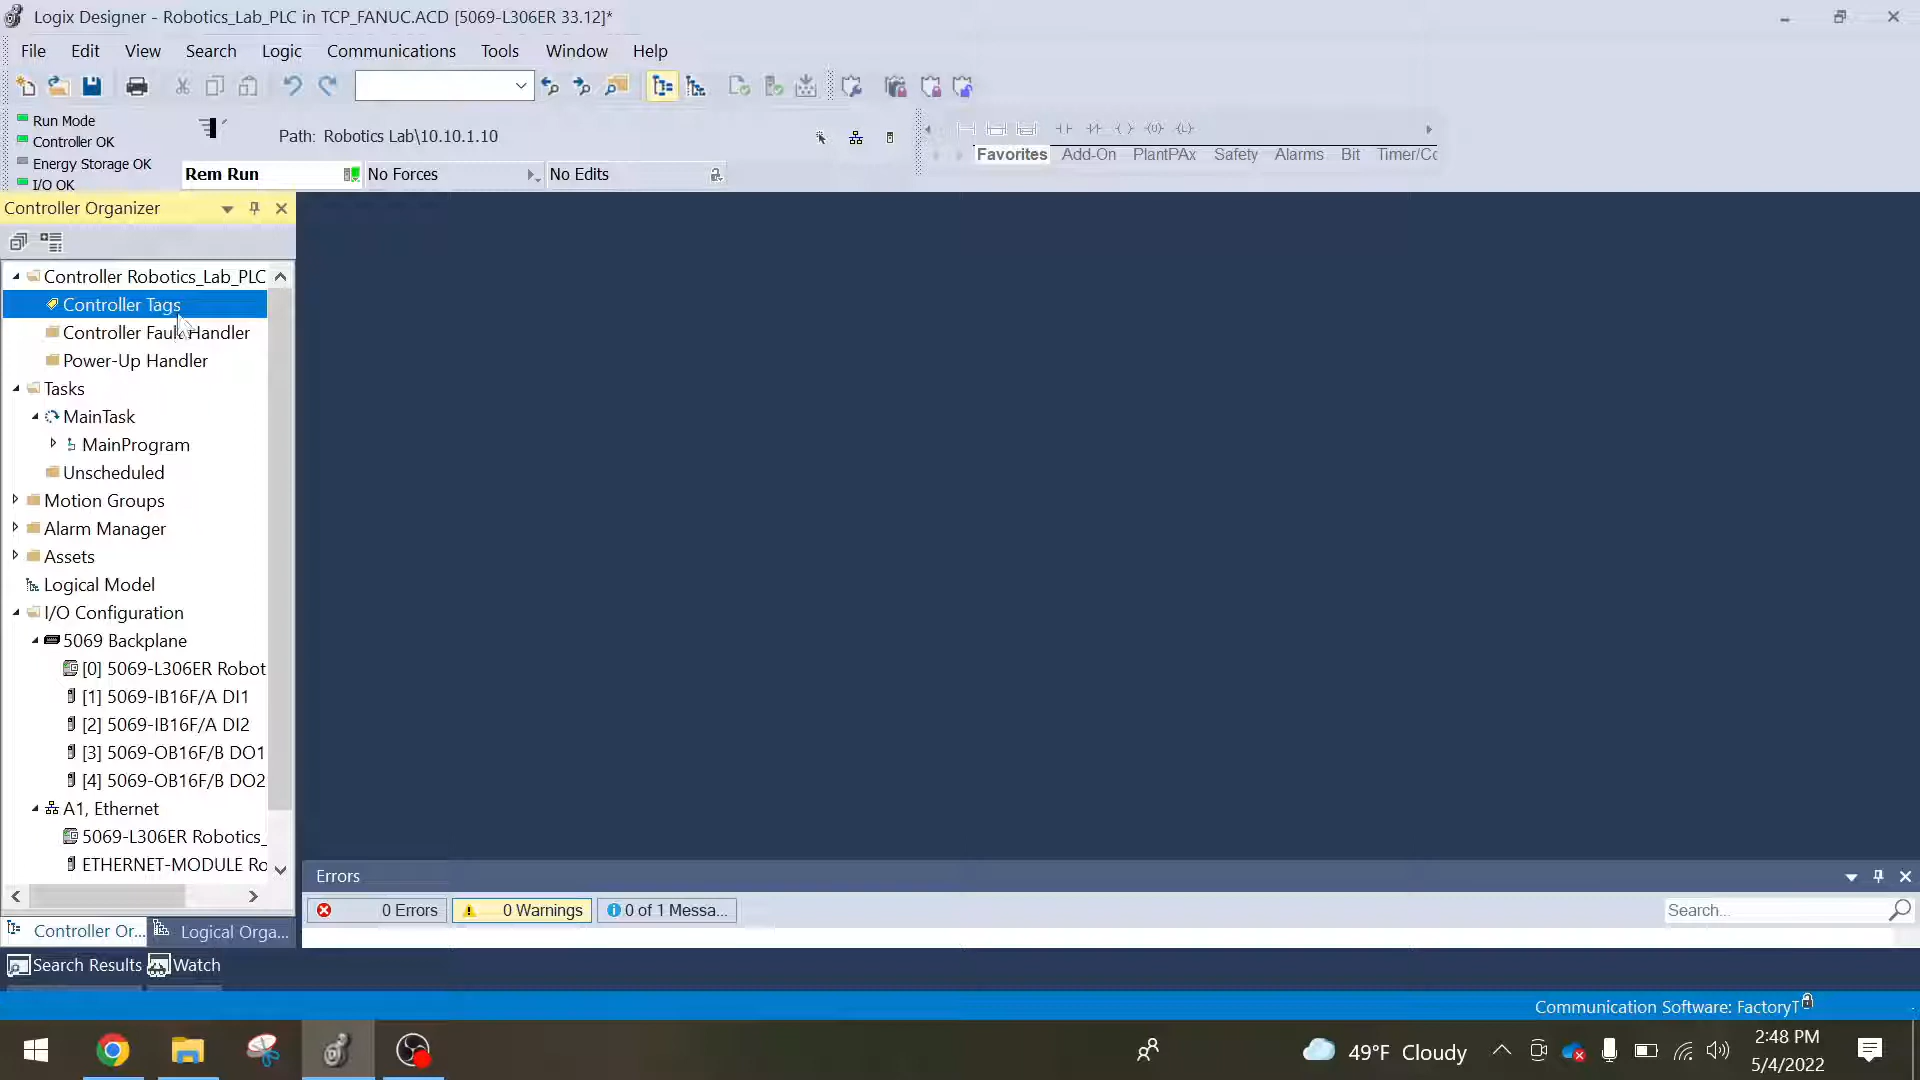 Logix Designer - Robotics_Lab_PLC in TCP_FANUC.ACD [5069-L306ER 33.12]*
File Edit View Search Logic Communications Tools Window Help
Run Mode
Controller OK
Energy Storage OK
I/O OK
Path: Robotics Lab\10.10.1.10
Rem Run No Forces No Edits
Favorites Add-On PlantPAx Safety Alarms Bit Timer/Cc
Controller Organizer
Controller Robotics_Lab_PLC
Controller Tags
Controller Fault Handler
Power-Up Handler
Tasks
MainTask
MainProgram
Unscheduled
Motion Groups
Alarm Manager
Assets
Logical Model
I/O Configuration
5069 Backplane
[0] 5069-L306ER Robot
[1] 5069-IB16F/A DI1
[2] 5069-IB16F/A DI2
[3] 5069-OB16F/B DO1
[4] 5069-OB16F/B DO2
A1, Ethernet
5069-L306ER Robotics_
ETHERNET-MODULE Ro
Controller Or... Logical Orga...
Errors
0 Errors 0 Warnings 0 of 1 Messa... Search...
Search Results Watch
Communication Software: FactoryT
49°F Cloudy
2:48 PM
5/4/2022